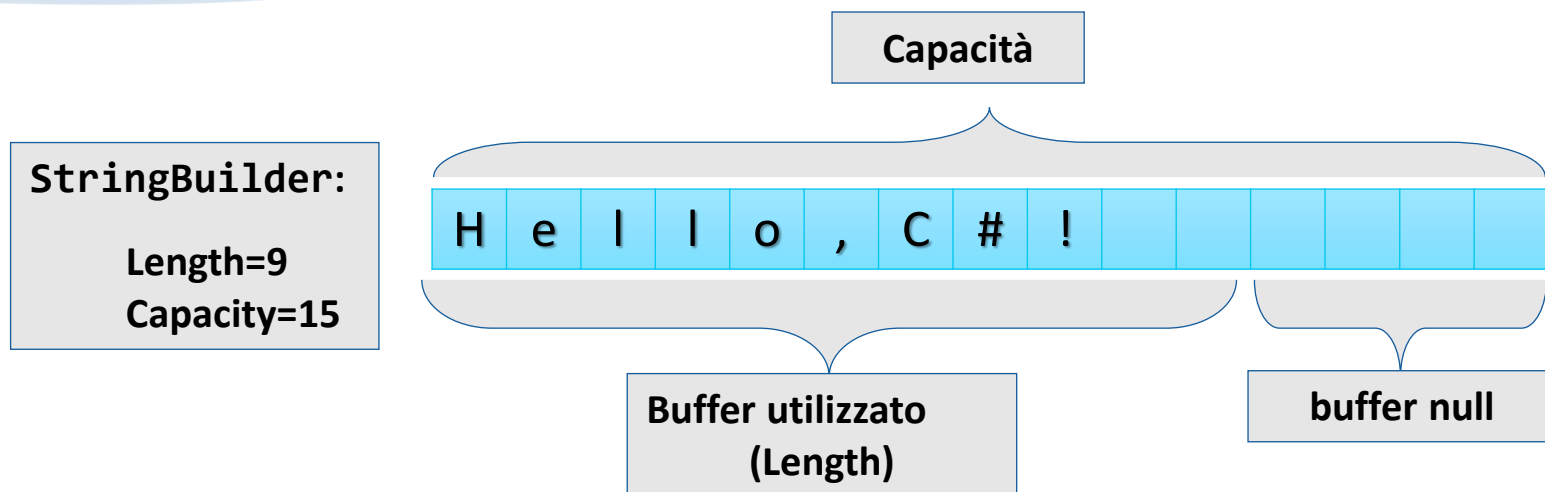 Capacità
StringBuilder:
Length=9
Capacity=15
H e l l o , C # !
Buffer utilizzato
(Length)
buffer null